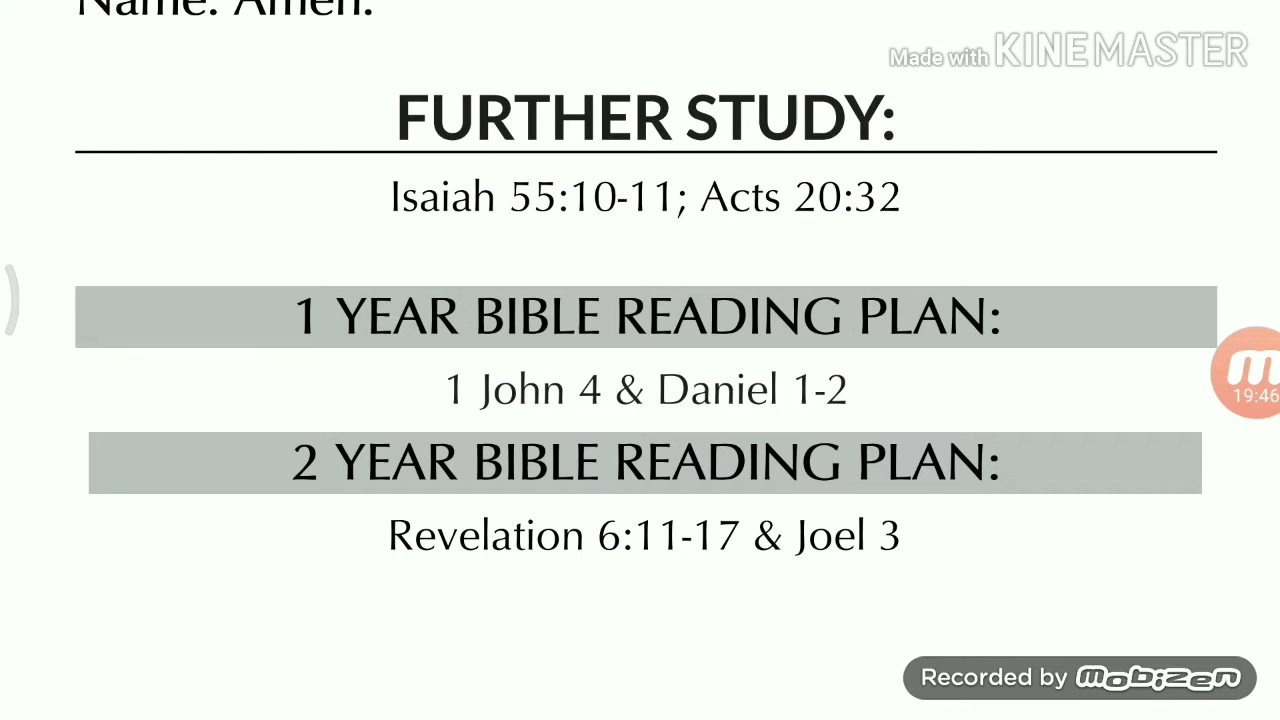 Name. Amen.
Made with KINEMASTER
FURTHER STUDY:
Isaiah 55:10-11; Acts 20:32
1 YEAR BIBLE READING PLAN:
1 John 4 & Daniel 1-2
19:46
2 YEAR BIBLE READING PLAN:
Revelation 6:11-17 & Joel 3
Recorded by mobizen